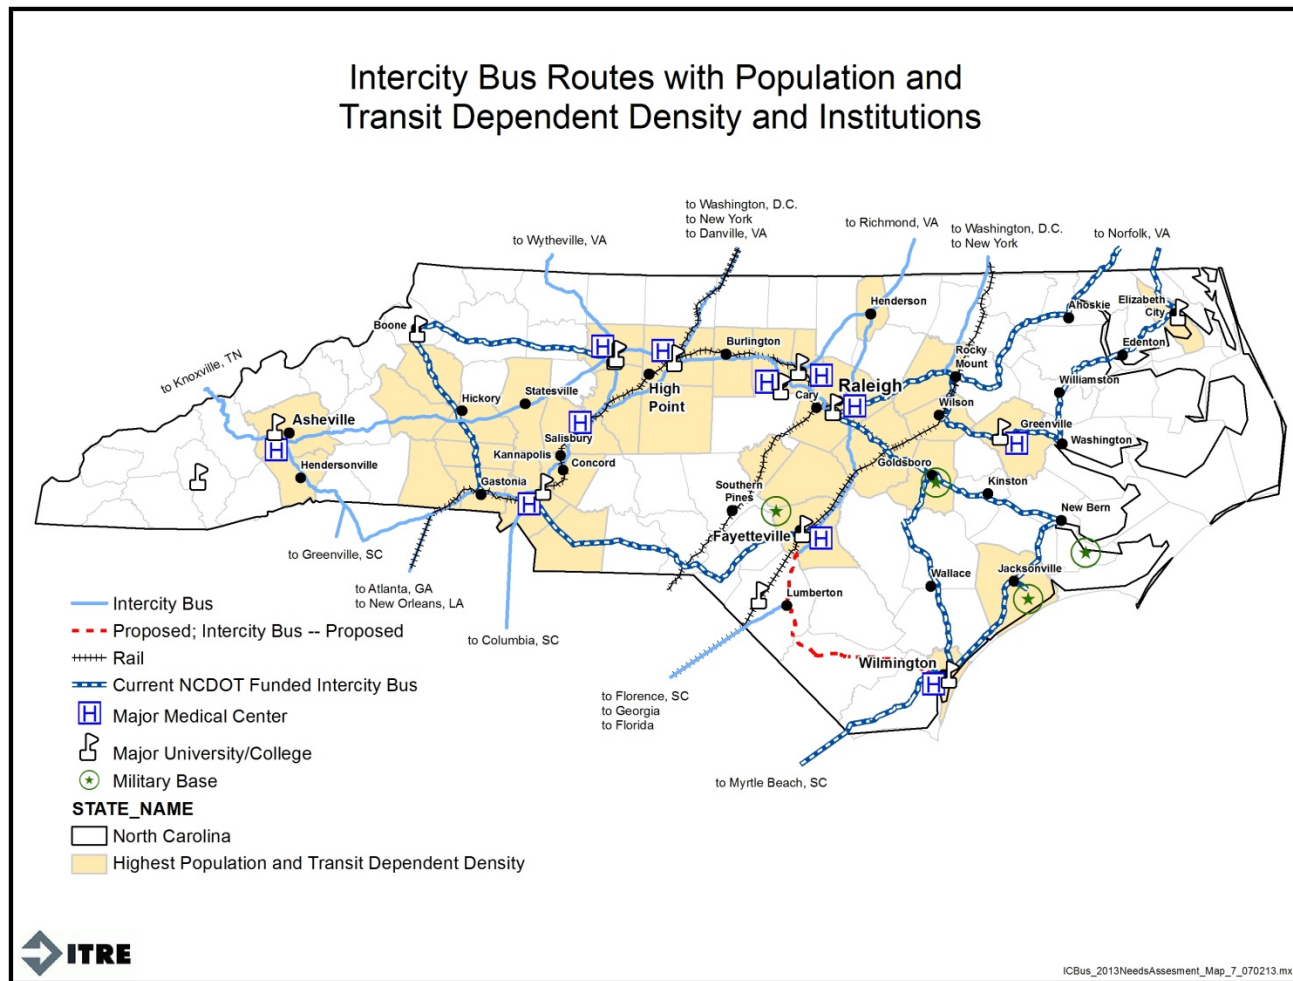 Intercity Bus Routes with Population and
Transit Dependent Density and Institutions
to Washington, D.C.
to New York
to Danville, VA
to Richmond, VA
to Washington, D.C.
to New York
to Norfolk, VA
to Wytheville, VA
to Knoxville, TN
Boone
Henderson
Ahoskie
Elizabeth
City
Edenton
Burlington
Rocky
Mount
Williamston
High
Point
Raleigh
Cary
Wilson
Greenville
Washington
Statesville
Hickory
Asheville
Salisbury
Kannapolis
Concord
Hendersonville
Gastonia
Goldsboro
Kinston
New Bern
Southern
Pines
Fayetteville
Wallace
Jacksonville
Lumberton
Wilmington
to Greenville, SC
to Atlanta, GA
to New Orleans, LA
to Columbia, SC
to Florence, SC
to Georgia
to Florida
to Myrtle Beach, SC
Intercity Bus
Proposed; Intercity Bus -- Proposed
Rail
Current NCDOT Funded Intercity Bus
H Major Medical Center
Major University/College
Military Base
STATE_NAME
North Carolina
Highest Population and Transit Dependent Density
ITRE
ICBus_2013NeedsAssesment_Map_7_070213.mx